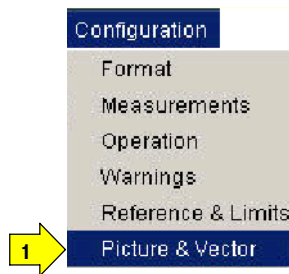 Configuration
Format
Measurements
Operation
Warnings
Reference & Limits
1 Picture & Vector